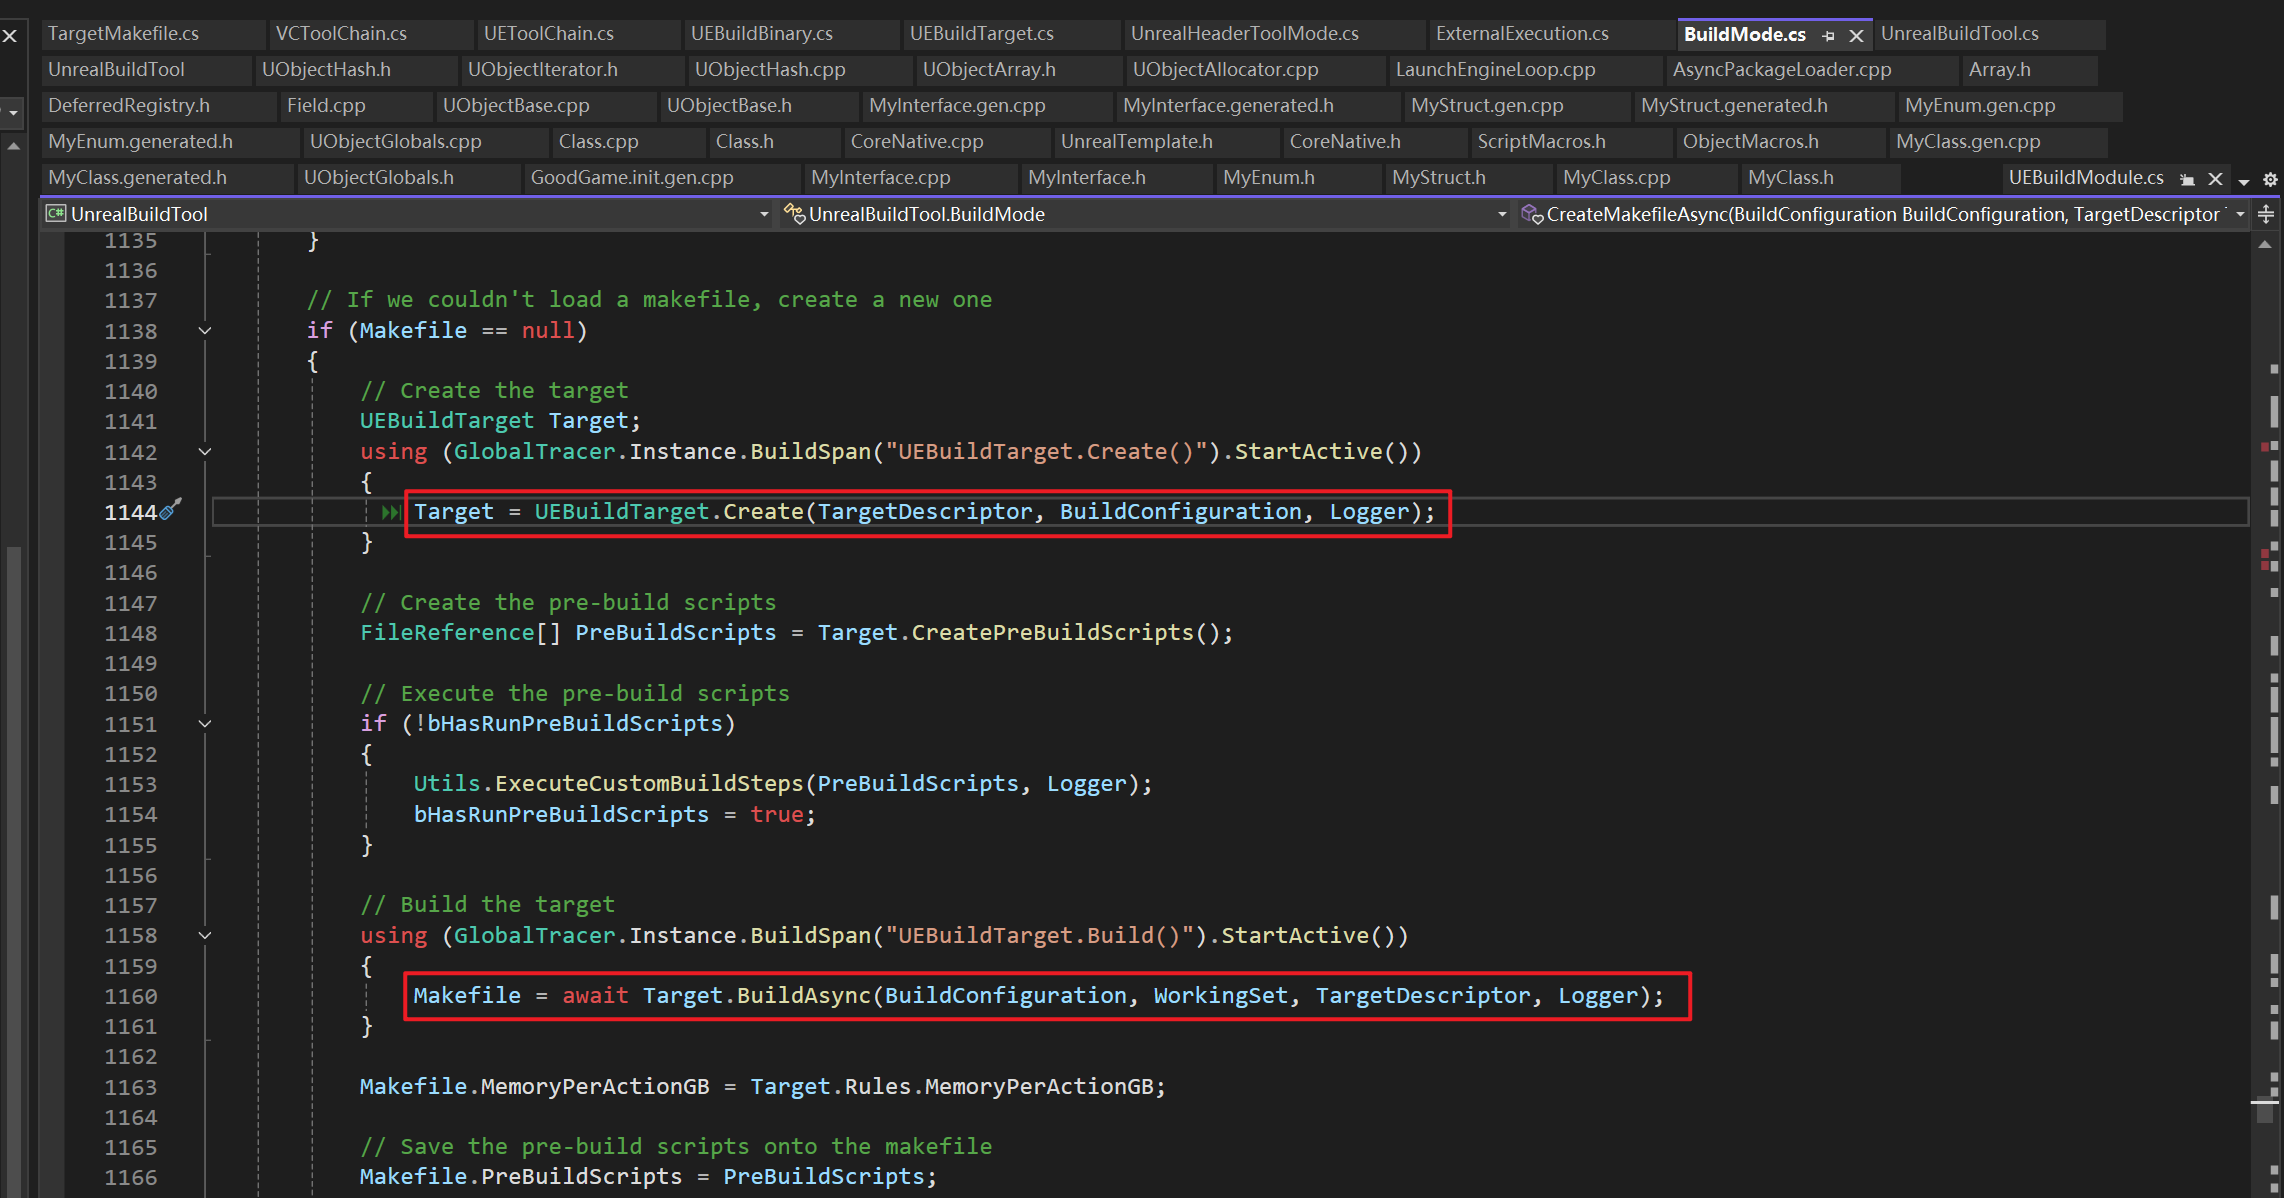 TargetMakefile.cs VCToolChain.cs UEToolChain.cs UEBuildBinary.cs UEBuildTarget.cs UnrealHeaderToolMode.cs ExternalExecution.cs BuildMode.cs UnrealBuildTool.cs
UnrealBuildTool UObjectHash.h UObjectIterator.h UObjectHash.cpp UObjectArray.h UObjectAllocator.cpp LaunchEngineLoop.cpp AsyncPackageLoader.cpp Array.h
DeferredRegistry.h Field.cpp UObjectBase.cpp UObjectBase.h MyInterface.gen.cpp MyInterface.generated.h MyStruct.gen.cpp MyStruct.generated.h MyEnum.gen.cpp
MyEnum.generated.h UObjectGlobals.cpp Class.cpp Class.h CoreNative.cpp UnrealTemplate.h CoreNative.h ScriptMacros.h ObjectMacros.h MyClass.gen.cpp
MyClass.generated.h UObjectGlobals.h GoodGame.init.gen.cpp MyInterface.cpp MyInterface.h MyEnum.h MyStruct.h MyClass.cpp MyClass.h UEBuildModule.cs
C# UnrealBuildTool UnrealBuildTool.BuildMode CreateMakefileAsync(BuildConfiguration BuildConfiguration, TargetDescriptor
1135 }
1136
1137 // If we couldn't load a makefile, create a new one
1138 if (Makefile == null)
1139 {
1140 // Create the target
1141 UEBuildTarget Target;
1142 using (GlobalTracer.Instance.BuildSpan("UEBuildTarget.Create()").StartActive())
1143 {
1144 Target = UEBuildTarget.Create(TargetDescriptor, BuildConfiguration, Logger);
1145 }
1146
1147 // Create the pre-build scripts
1148 FileReference[] PreBuildScripts = Target.CreatePreBuildScripts();
1149
1150 // Execute the pre-build scripts
1151 if (!bHasRunPreBuildScripts)
1152 {
1153 Utils.ExecuteCustomBuildSteps(PreBuildScripts, Logger);
1154 bHasRunPreBuildScripts = true;
1155 }
1156
1157 // Build the target
1158 using (GlobalTracer.Instance.BuildSpan("UEBuildTarget.Build()").StartActive())
1159 {
1160 Makefile = await Target.BuildAsync(BuildConfiguration, WorkingSet, TargetDescriptor, Logger);
1161 }
1162
1163 Makefile.MemoryPerActionGB = Target.Rules.MemoryPerActionGB;
1164
1165 // Save the pre-build scripts onto the makefile
1166 Makefile.PreBuildScripts = PreBuildScripts;